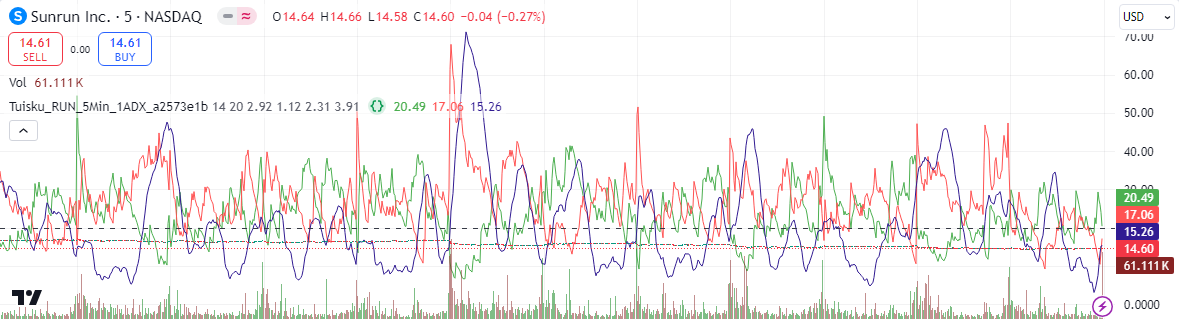 S Sunrun Inc. · 5 · NASDAQ O14.64 H14.66 L14.58 C14.60 −0.04 (−0.27%) USD
14.61 SELL 0.00 14.61 BUY
Vol 61.111 K
Tuisku_RUN_5Min_1ADX_a2573e1b 14 20 2.92 1.12 2.31 3.91 {} 20.49 17.06 15.26
70.00
60.00
50.00
40.00
30.00
20.49
17.06
15.26
14.60
61.111 K
0.0000